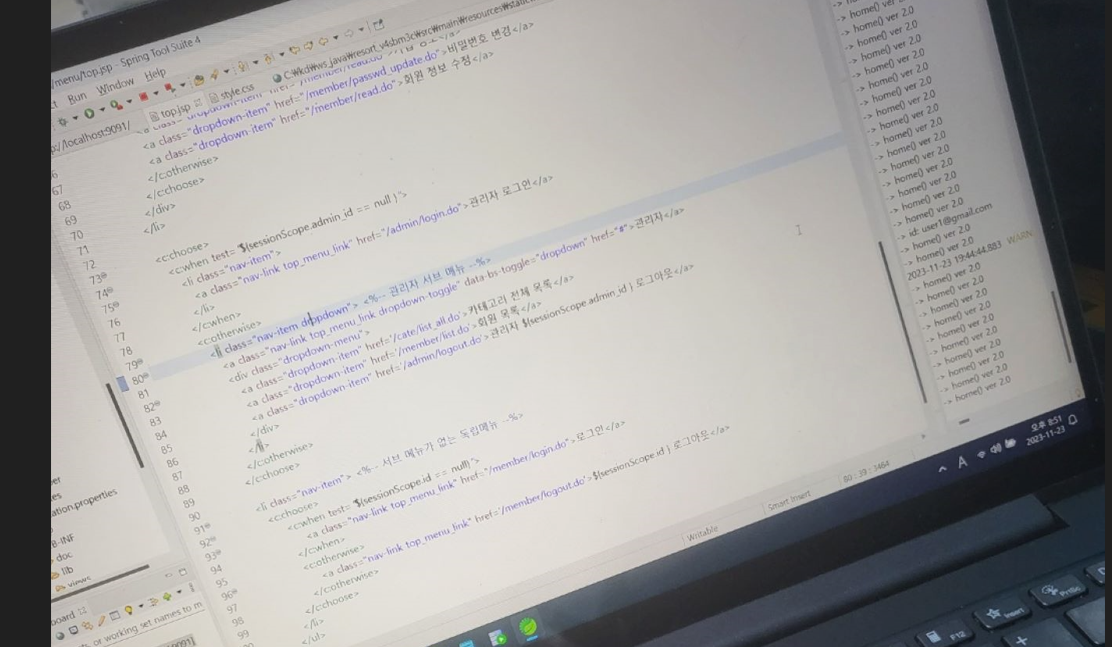 /menu/top.jsp - Spring Tool Suite 4
Run Window Help
C:\kd\ws_java\resort_v4sbm3c\src\main\resources\static
/localhost:9091/
top.jsp
style.css
<a class="dropdown-item" href="/member/passwd_update.do">비밀번호 변경</a>
<a class="dropdown-item" href="/member/read.do">회원 정보 수정</a>
</c:otherwise>
</c:choose>
</div>
</li>
<c:choose>
<c:when test="${sessionScope.admin_id == null }">
<li class="nav-item">
<a class="nav-link top_menu_link" href="/admin/login.do">관리자 로그인</a>
</li>
</c:when>
<c:otherwise>
<li class="nav-item dropdown"> <%-- 관리자 서브 메뉴 --%>
<a class="nav-link top_menu_link dropdown-toggle" data-bs-toggle="dropdown" href="#">관리자</a>
<div class="dropdown-menu">
<a class="dropdown-item" href='/cate/list_all.do'>카테고리 전체 목록</a>
<a class="dropdown-item" href='/member/list.do'>회원 목록</a>
<a class="dropdown-item" href='/admin/logout.do'>관리자 ${sessionScope.admin_id } 로그아웃</a>
</div>
</li>
</c:otherwise>
</c:choose>
<li class="nav-item"> <%-- 서브 메뉴가 없는 독립메뉴 --%>
<c:choose>
<c:when test="${sessionScope.id == null}">
<a class="nav-link top_menu_link" href="/member/login.do">로그인</a>
</c:when>
<c:otherwise>
<a class="nav-link top_menu_link" href='/member/logout.do'>${sessionScope.id } 로그아웃</a>
</c:otherwise>
</c:choose>
</li>
</ul>
67
68
69
70
71
72
73
74
75
76
77
78
79
80
81
82
83
84
85
86
87
88
89
90
91
92
93
94
95
96
97
98
99
-> home() ver 2.0
-> home() ver 2.0
-> home() ver 2.0
-> home() ver 2.0
-> home() ver 2.0
-> home() ver 2.0
-> home() ver 2.0
-> home() ver 2.0
-> home() ver 2.0
-> home() ver 2.0
-> home() ver 2.0
-> home() ver 2.0
-> home() ver 2.0
-> home() ver 2.0
-> id: user1@gmail.com
-> home() ver 2.0
-> home() ver 2.0
2023-11-23 19:44:44.883 WARN
-> home() ver 2.0
-> home() ver 2.0
-> home() ver 2.0
-> home() ver 2.0
-> home() ver 2.0
-> home() ver 2.0
-> home() ver 2.0
-> home() ver 2.0
ation.properties
B-INF
doc
lib
views
board
or working set names to m
Writable
Smart Insert
80 : 39 : 3464
A
오후 8:51
2023-11-23
F12
Insert
PrtSc